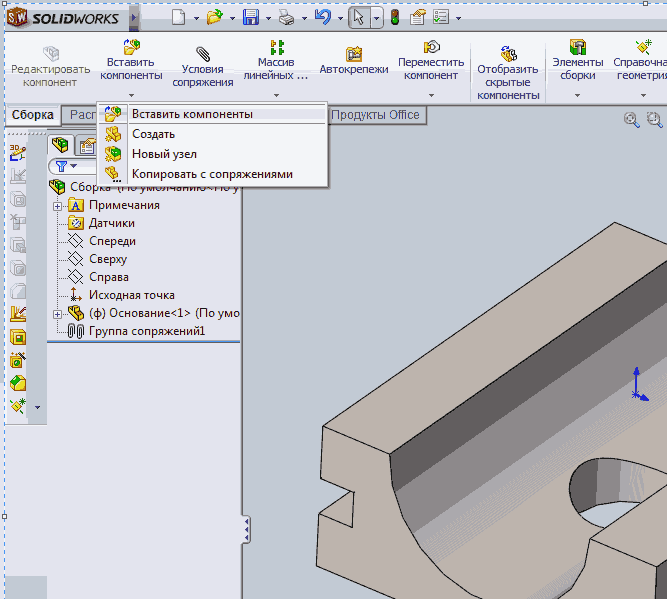 SOLIDWORKS
Редактировать
компонент
Вставить
компоненты
Условия
сопряжения
Массив
линейных ...
Автокрепежи
Переместить
компонент
Отобразить
скрытые
компоненты
Элементы
сборки
Справочна
геометри
Сборка
Расп
Продукты Office
Вставить компоненты
Создать
Новый узел
Копировать с сопряжениями
Сборка (По умолчанию<По у
Примечания
Датчики
Спереди
Сверху
Справа
Исходная точка
(ф) Основание<1> (По умо
Группа сопряжений1